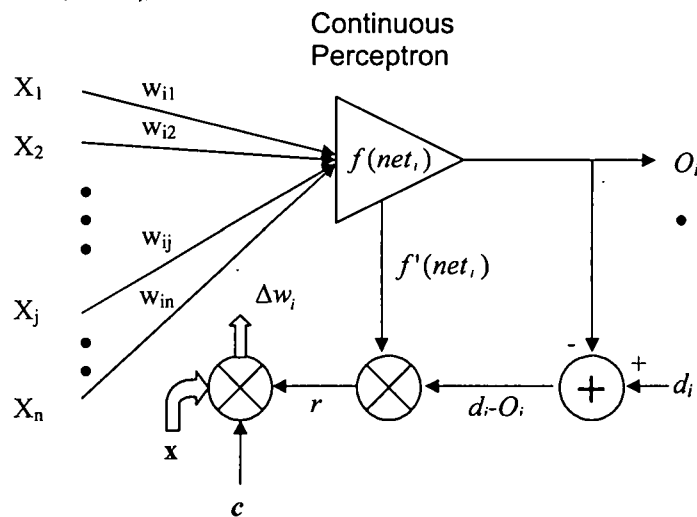 Continuous
Perceptron
X1
wi1
X2
wi2
f(neti)
Oi
wij
f'(neti)
win
Δwi
Xj
-
+
+
di
r
di-Oi
Xn
x
c